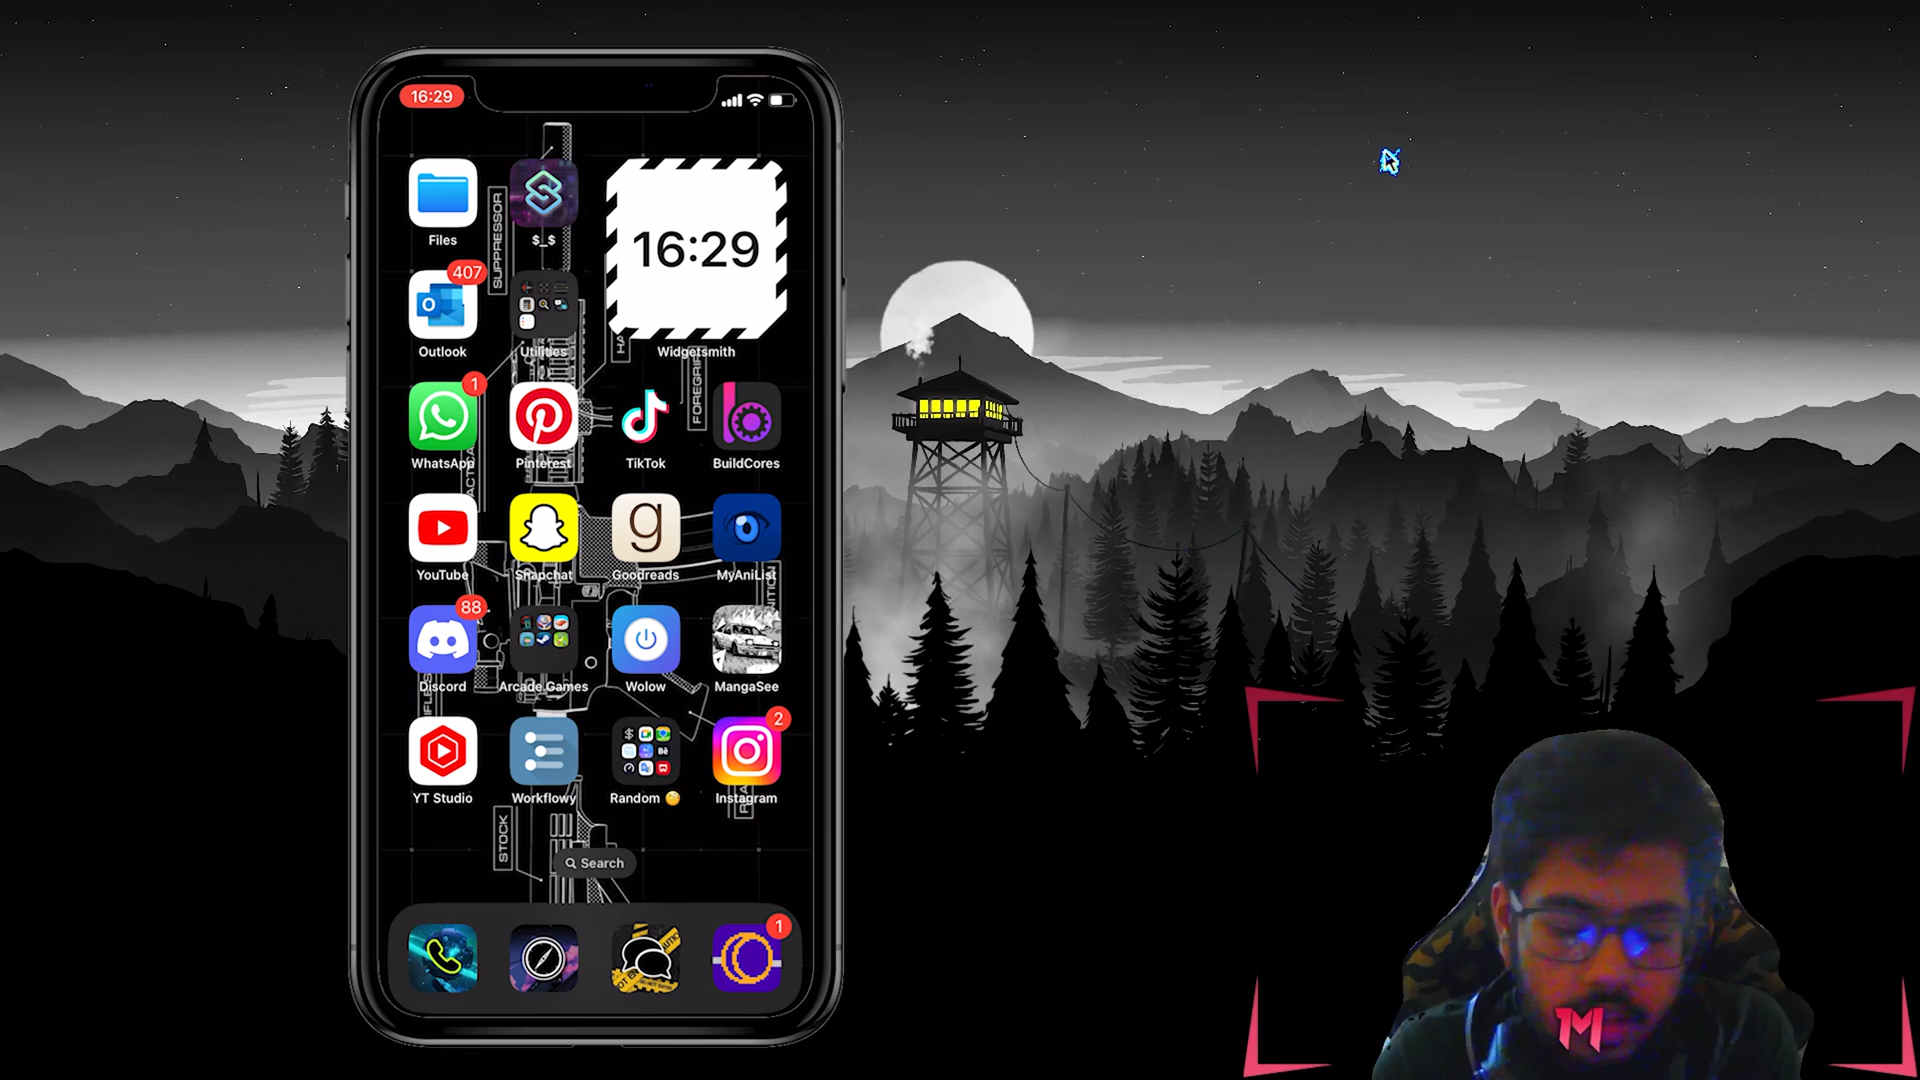 16:29
Files
$_$
16:29
SUPPRESSOR
407
Outlook
Utilities
Widgetsmith
HA
FOREGRIP
1
WhatsApp
Pinterest
TikTok
BuildCores
g
YouTube
Snapchat
Goodreads
MyAniList
88
Discord
Arcade Games
Wolow
MangaSee
2
YT Studio
Workflowy
Random
Instagram
STOCK
Search
1